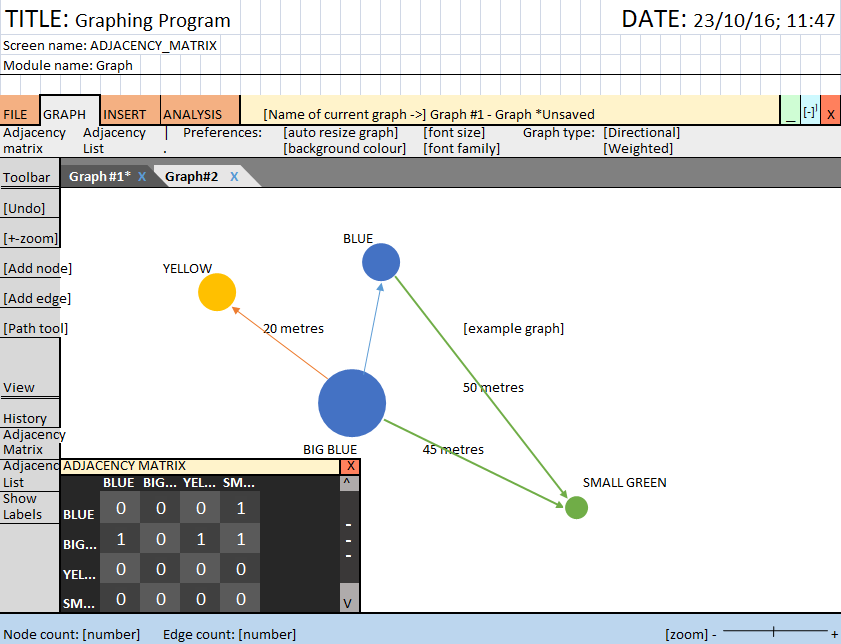 TITLE: Graphing Program DATE: 23/10/16; 11:47
Screen name: ADJACENCY_MATRIX
Module name: Graph
FILE GRAPH INSERT ANALYSIS [Name of current graph ->] Graph #1 - Graph *Unsaved _ [-]' X
Adjacency Adjacency | Preferences: [auto resize graph] [font size] Graph type: [Directional]
matrix List . [background colour] [font family] [Weighted]
Toolbar Graph #1* X Graph#2 X
[Undo]
[+-zoom]
[Add node]
[Add edge]
[Path tool]
View
History
Adjacency
Matrix
Adjacenc
List
Show
Labels
BLUE
YELLOW
20 metres
[example graph]
50 metres
BIG BLUE
45 metres
SMALL GREEN
ADJACENCY MATRIX X
BLUE BIG... YEL... SM... ^
BLUE 0 0 0 1
BIG... 1 0 1 1
YEL... 0 0 0 0
SM... 0 0 0 0 V
Node count: [number] Edge count: [number] [zoom] - +